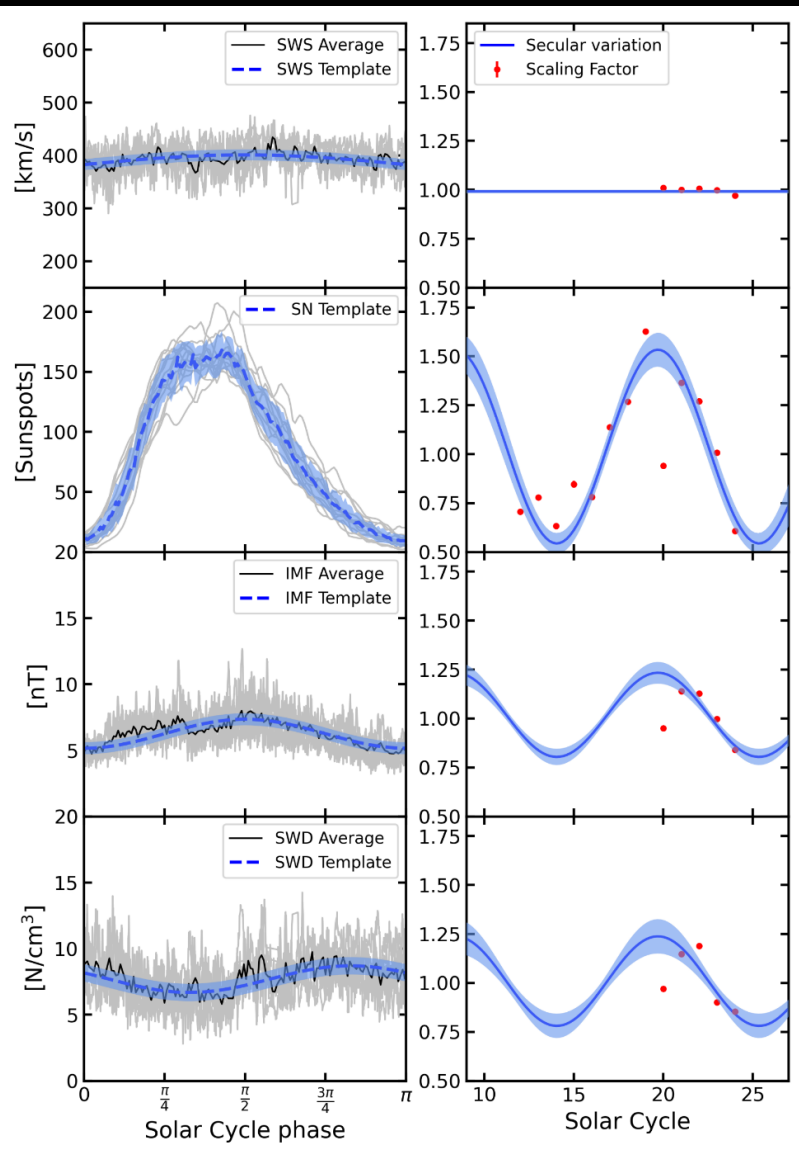 SWS Average
SWS Template
[km/s]
600
500
400
300
200
Secular variation
Scaling Factor
1.75
1.50
1.25
1.00
0.75
0.50
SN Template
[Sunspots]
200
150
100
50
1.75
1.50
1.25
1.00
0.75
0.50
IMF Average
IMF Template
[nT]
20
15
10
5
1.75
1.50
1.25
1.00
0.75
0.50
SWD Average
SWD Template
[N/cm³]
20
15
10
5
0
0 π/4 π/2 3π/4 π
Solar Cycle phase
1.75
1.50
1.25
1.00
0.75
0.50
10 15 20 25
Solar Cycle